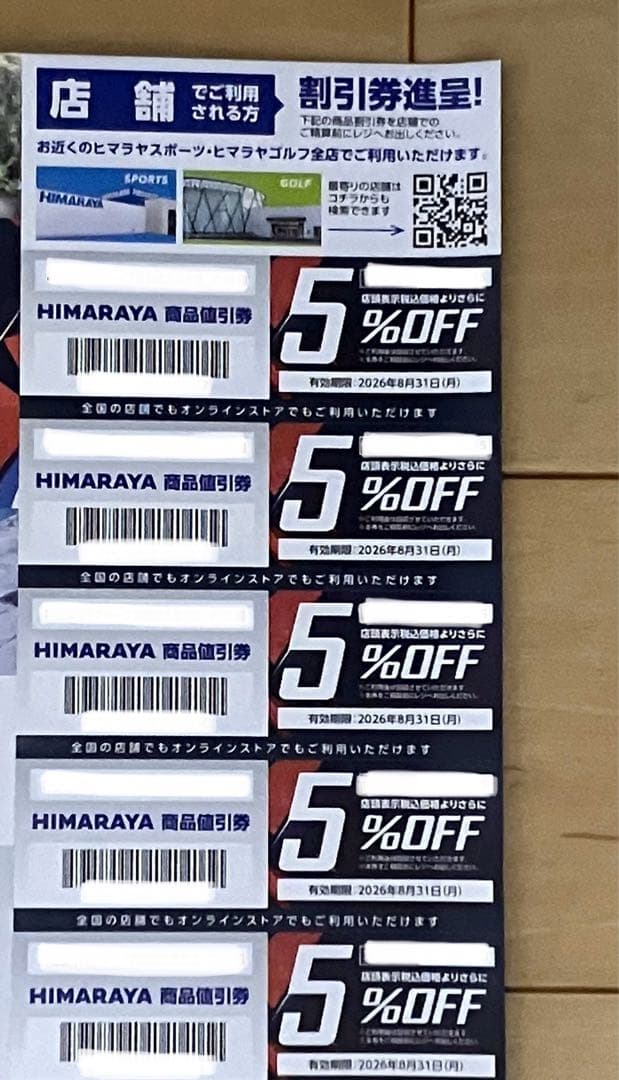 店舗 でご利用される方
割引券進呈!
下記の商品割引券を店舗での
ご精算前にレジへお出しください。
お近くのヒマラヤスポーツ・ヒマラヤゴルフ全店でご利用いただけます。
SPORTS
HIMARAYA
GOLF
最寄りの店舗は
コチラからも
検索できます
HIMARAYA 商品値引券
店頭表示税込価格よりさらに
5%OFF
有効期限:2026年8月31日(月)
全国の店舗でもオンラインストアでもご利用いただけます
HIMARAYA 商品値引券
店頭表示税込価格よりさらに
5%OFF
有効期限:2026年8月31日(月)
全国の店舗でもオンラインストアでもご利用いただけます
HIMARAYA 商品値引券
店頭表示税込価格よりさらに
5%OFF
有効期限:2026年8月31日(月)
全国の店舗でもオンラインストアでもご利用いただけます
HIMARAYA 商品値引券
店頭表示税込価格よりさらに
5%OFF
有効期限:2026年8月31日(月)
全国の店舗でもオンラインストアでもご利用いただけます
HIMARAYA 商品値引券
店頭表示税込価格よりさらに
5%OFF
有効期限:2026年8月31日(月)